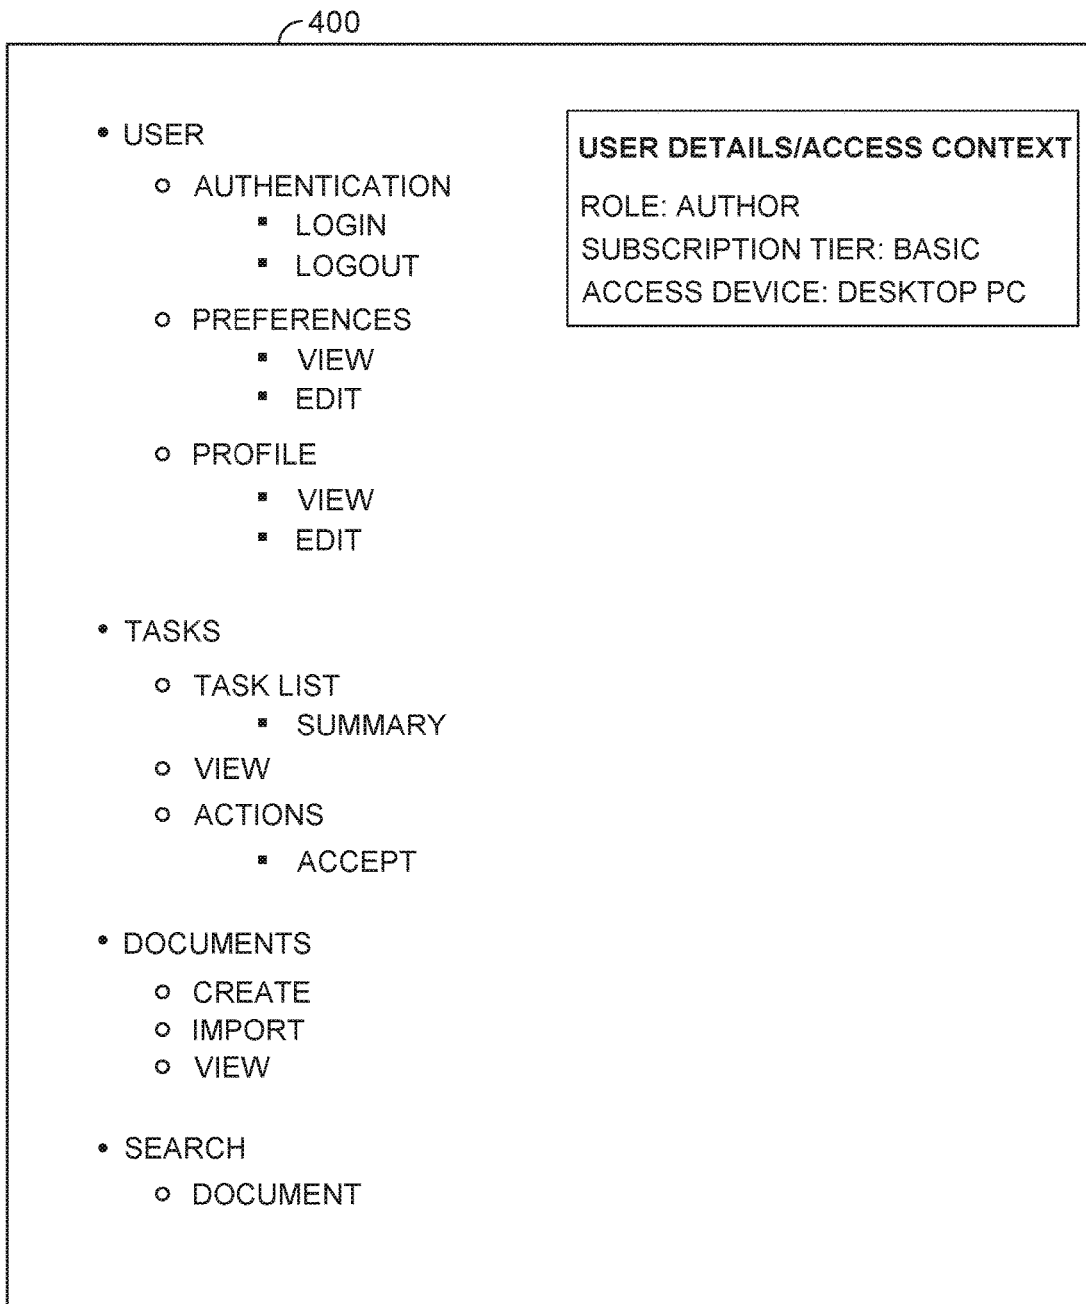 400
• USER
○ AUTHENTICATION
▪ LOGIN
▪ LOGOUT
○ PREFERENCES
▪ VIEW
▪ EDIT
○ PROFILE
▪ VIEW
▪ EDIT
• TASKS
○ TASK LIST
▪ SUMMARY
○ VIEW
○ ACTIONS
▪ ACCEPT
• DOCUMENTS
○ CREATE
○ IMPORT
○ VIEW
• SEARCH
○ DOCUMENT
USER DETAILS/ACCESS CONTEXT
ROLE: AUTHOR
SUBSCRIPTION TIER: BASIC
ACCESS DEVICE: DESKTOP PC